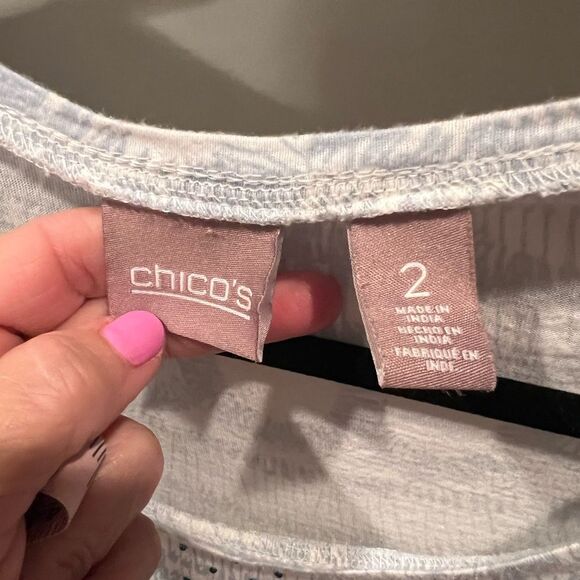 chico's
2
MADE IN
INDIA
HECHO EN
INDIA
FABRIQUÉ EN
INDE